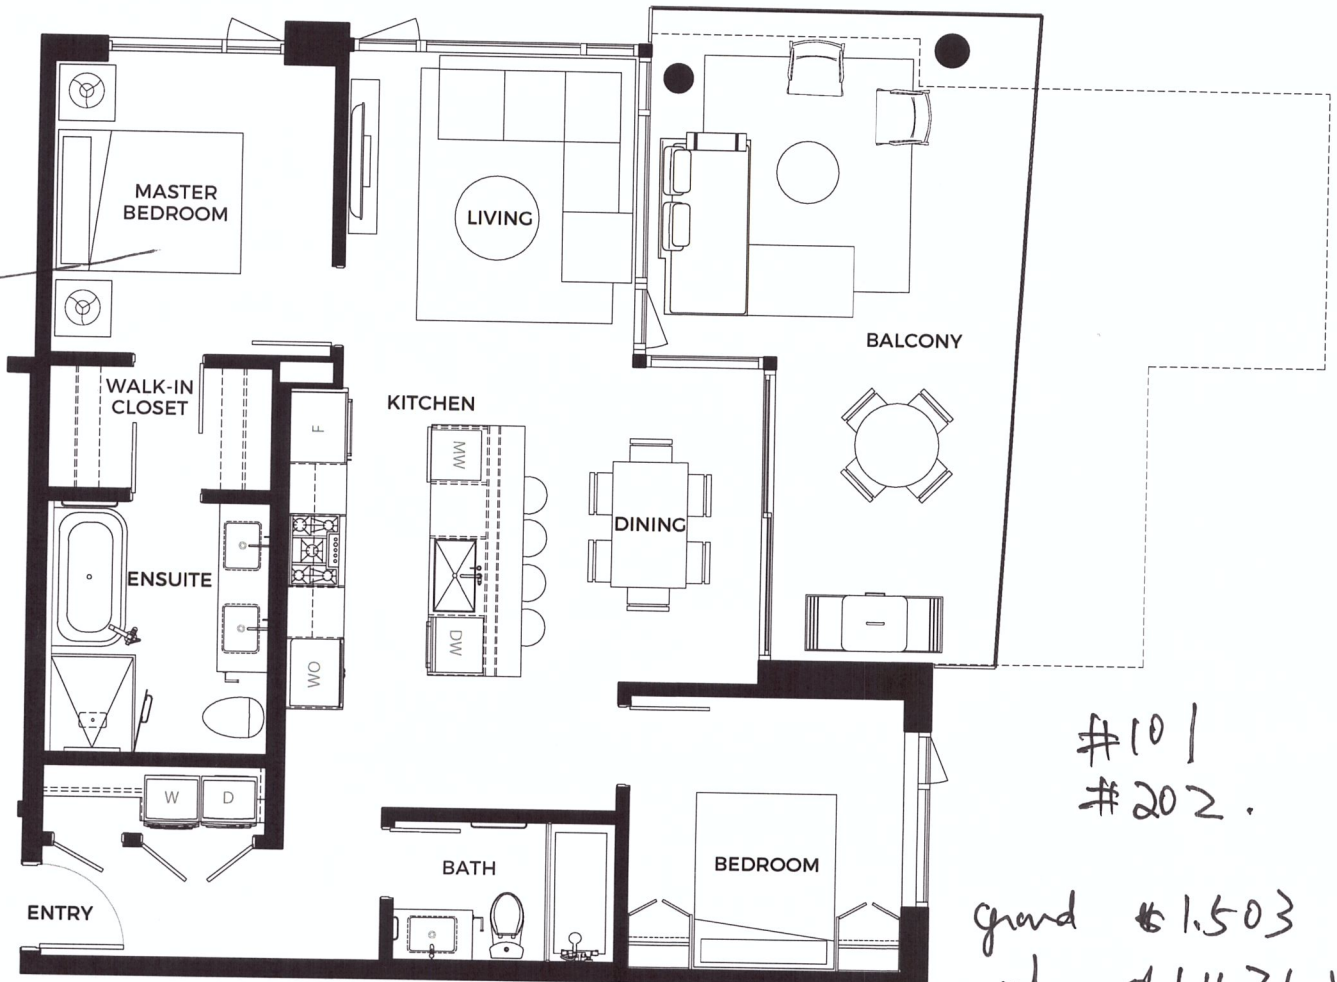 MASTER
BEDROOM
LIVING
BALCONY
WALK-IN
CLOSET
KITCHEN
F
MW
DINING
ENSUITE
DW
WO
#101
#202.
W
D
BATH
BEDROOM
ENTRY
grand $1.503